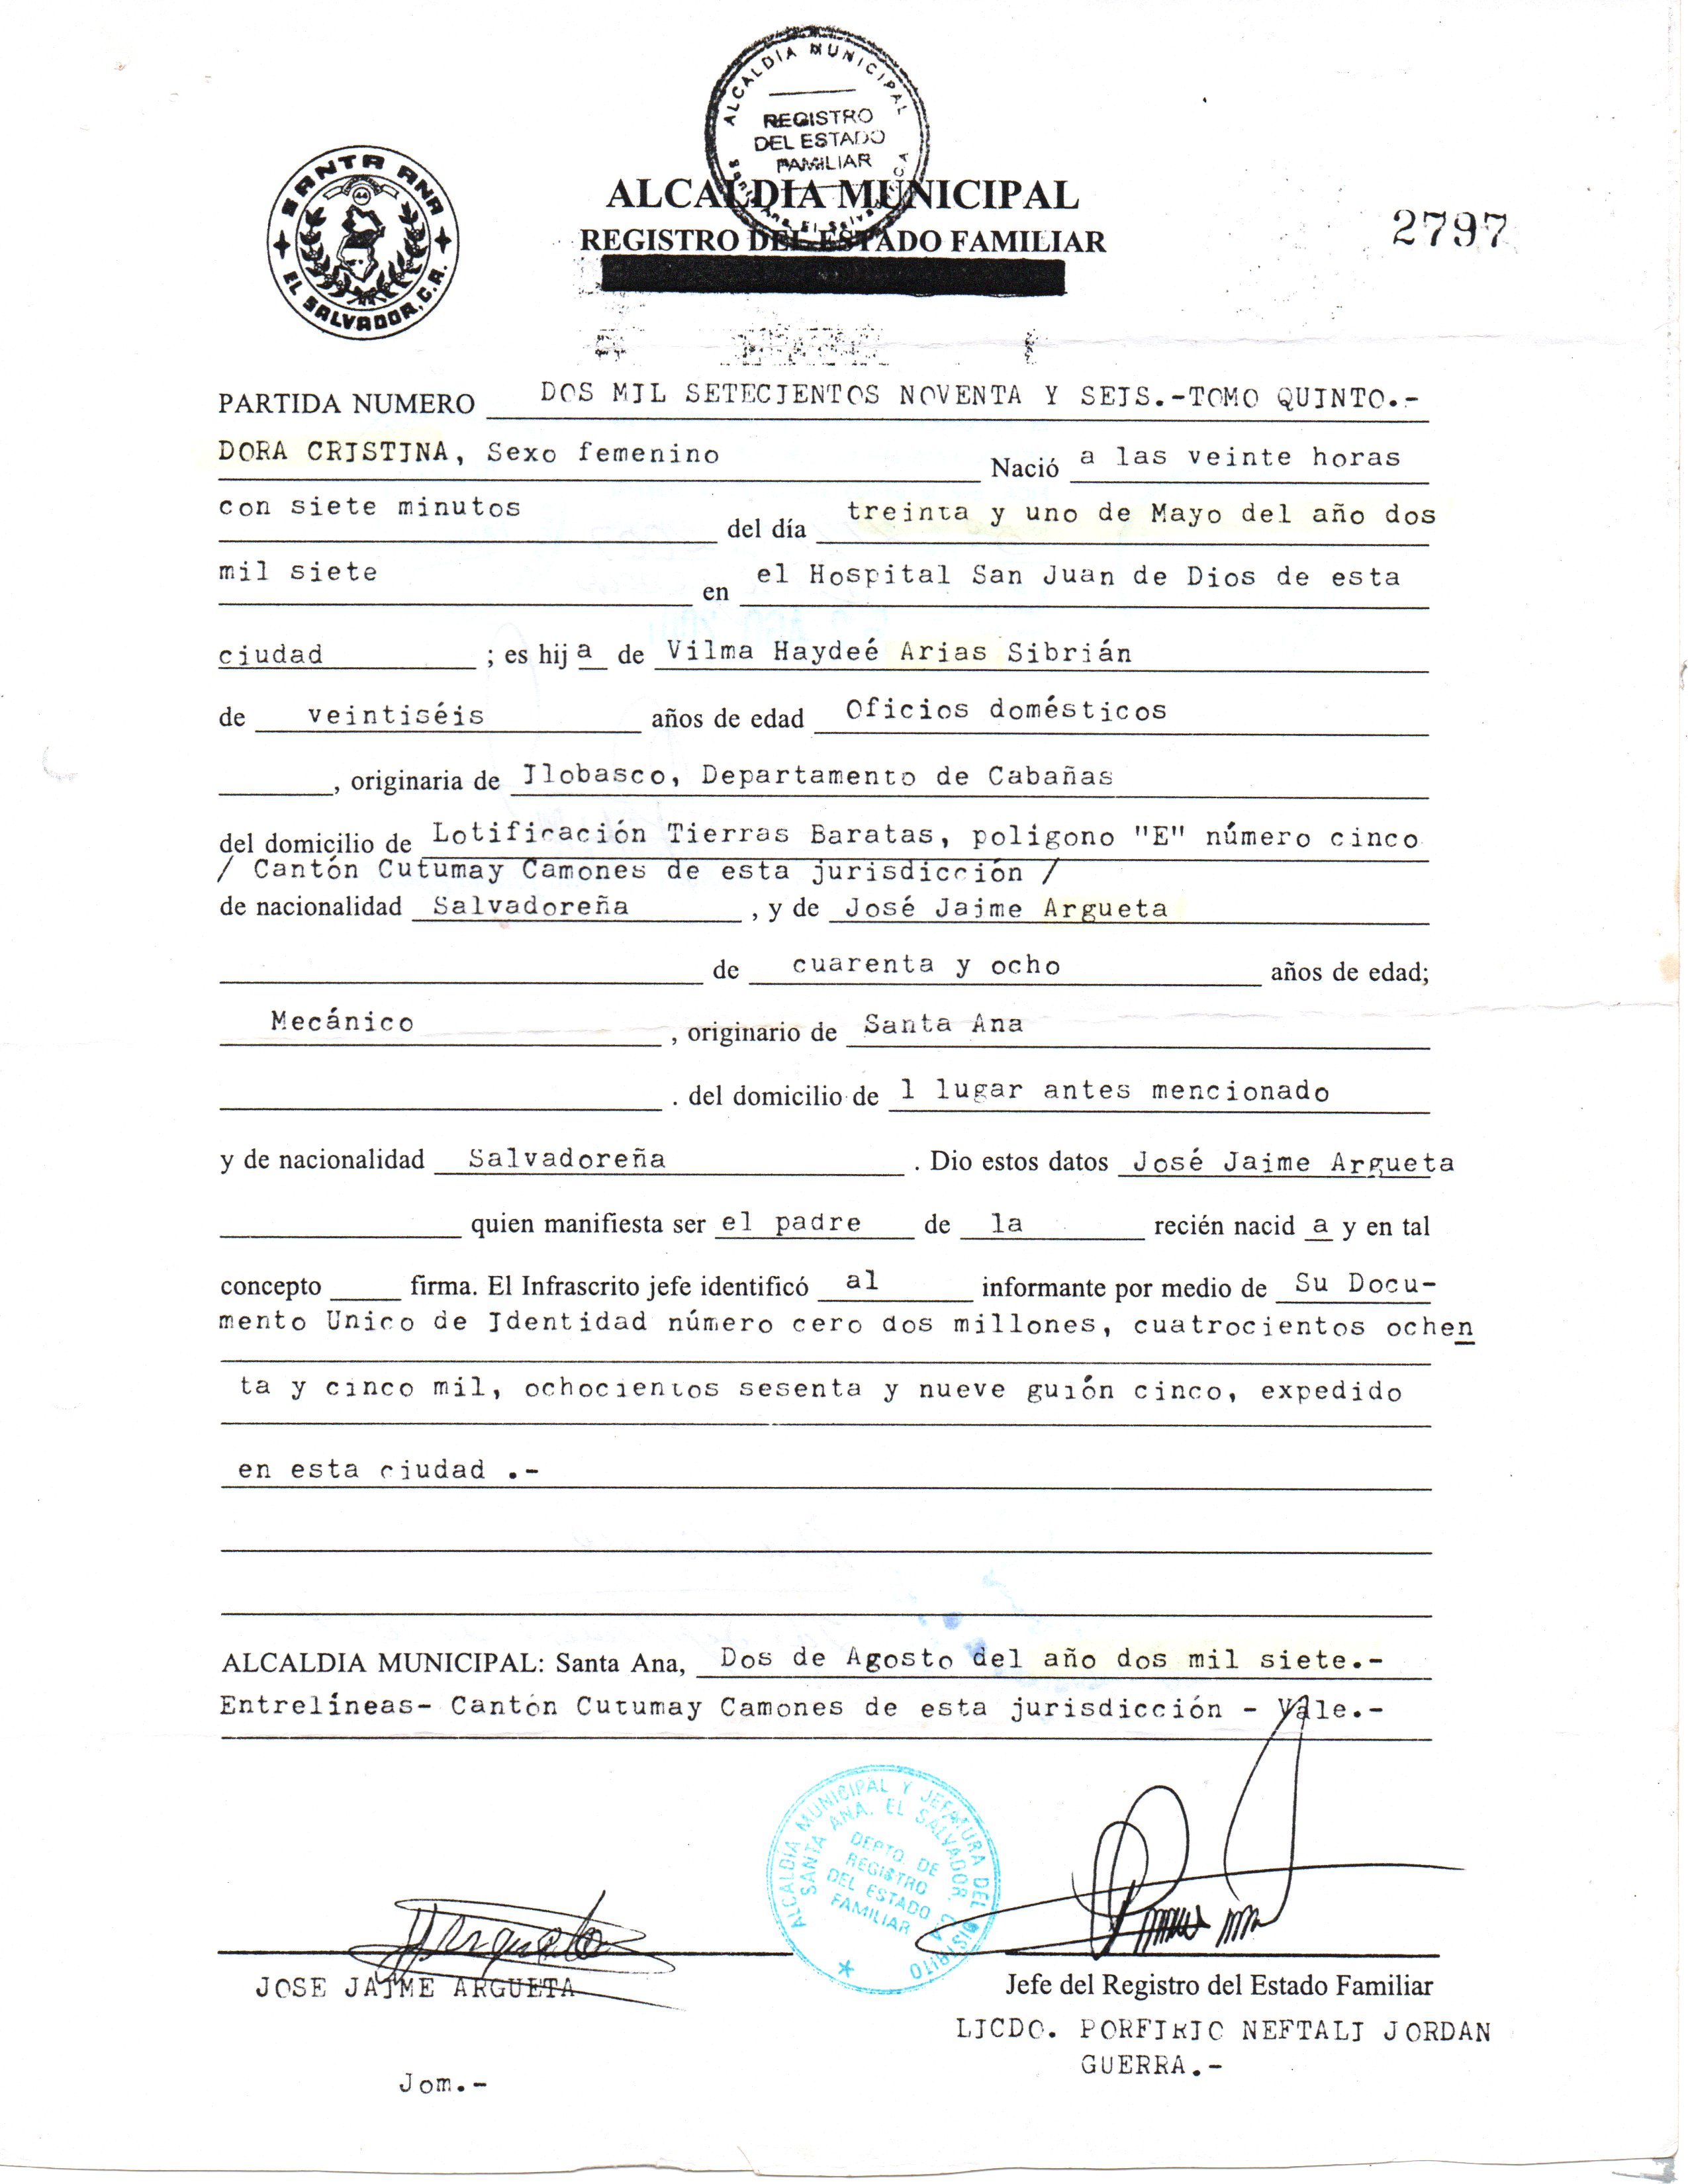 ALCALDIA MUNICIPAL
REGISTRO
DEL ESTADO
FAMILIAR
Santa Ana El Salvador
SANTA ANA
44
EL SALVADOR, C.A.
ALCALDIA MUNICIPAL
REGISTRO DEL ESTADO FAMILIAR
2797
PARTIDA NUMERO DOS MIL SETECIENTOS NOVENTA Y SEIS.-TOMO QUINTO.-
DORA CRISTINA, Sexo femenino Nació a las veinte horas
con siete minutos del día treinta y uno de Mayo del año dos
mil siete en el Hospital San Juan de Dios de esta
ciudad ; es hij a de Vilma Haydeé Arias Sibrián
de veintiséis años de edad Oficios domésticos
, originaria de Ilobasco, Departamento de Cabañas
del domicilio de Lotificación Tierras Baratas, poligono "E" número cinco
/ Cantón Cutumay Camones de esta jurisdicción /
de nacionalidad Salvadoreña , y de José Jaime Argueta
de cuarenta y ocho años de edad;
Mecánico , originario de Santa Ana
. del domicilio de l lugar antes mencionado
y de nacionalidad Salvadoreña . Dio estos datos José Jaime Argueta
quien manifiesta ser el padre de la recién nacid a y en tal
concepto firma. El Infrascrito jefe identificó al informante por medio de Su Docu-
mento Unico de Identidad número cero dos millones, cuatrocientos ochen
ta y cinco mil, ochocientos sesenta y nueve guión cinco, expedido
en esta ciudad .-
ALCALDIA MUNICIPAL: Santa Ana, Dos de Agosto del año dos mil siete.-
Entrelíneas- Cantón Cutumay Camones de esta jurisdicción - Vale.-
ALCALDIA MUNICIPAL Y JEFATURA DEL DISTRITO
SANTA ANA. EL SALVADOR. C.A.
DEPTO. DE
REGISTRO
DEL ESTADO
FAMILIAR
JOSE JAIME ARGUETA
Jefe del Registro del Estado Familiar
LICDO. PORFIRIO NEFTALI JORDAN
GUERRA.-
Jom.-